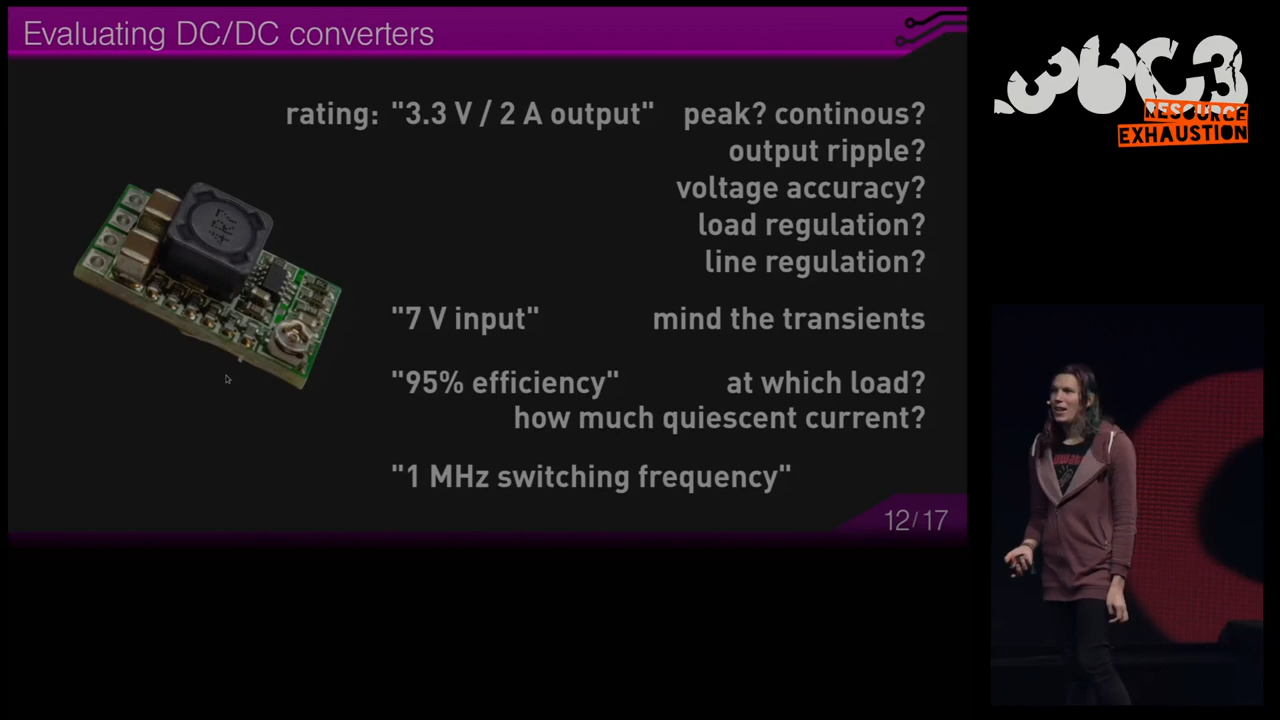 Evaluating DC/DC converters
rating: "3.3 V / 2 A output" peak? continous?
output ripple?
voltage accuracy?
load regulation?
line regulation?
"7 V input" mind the transients
"95% efficiency" at which load?
how much quiescent current?
"1 MHz switching frequency"
12/17
36C3
RESOURCE
EXHAUSTION